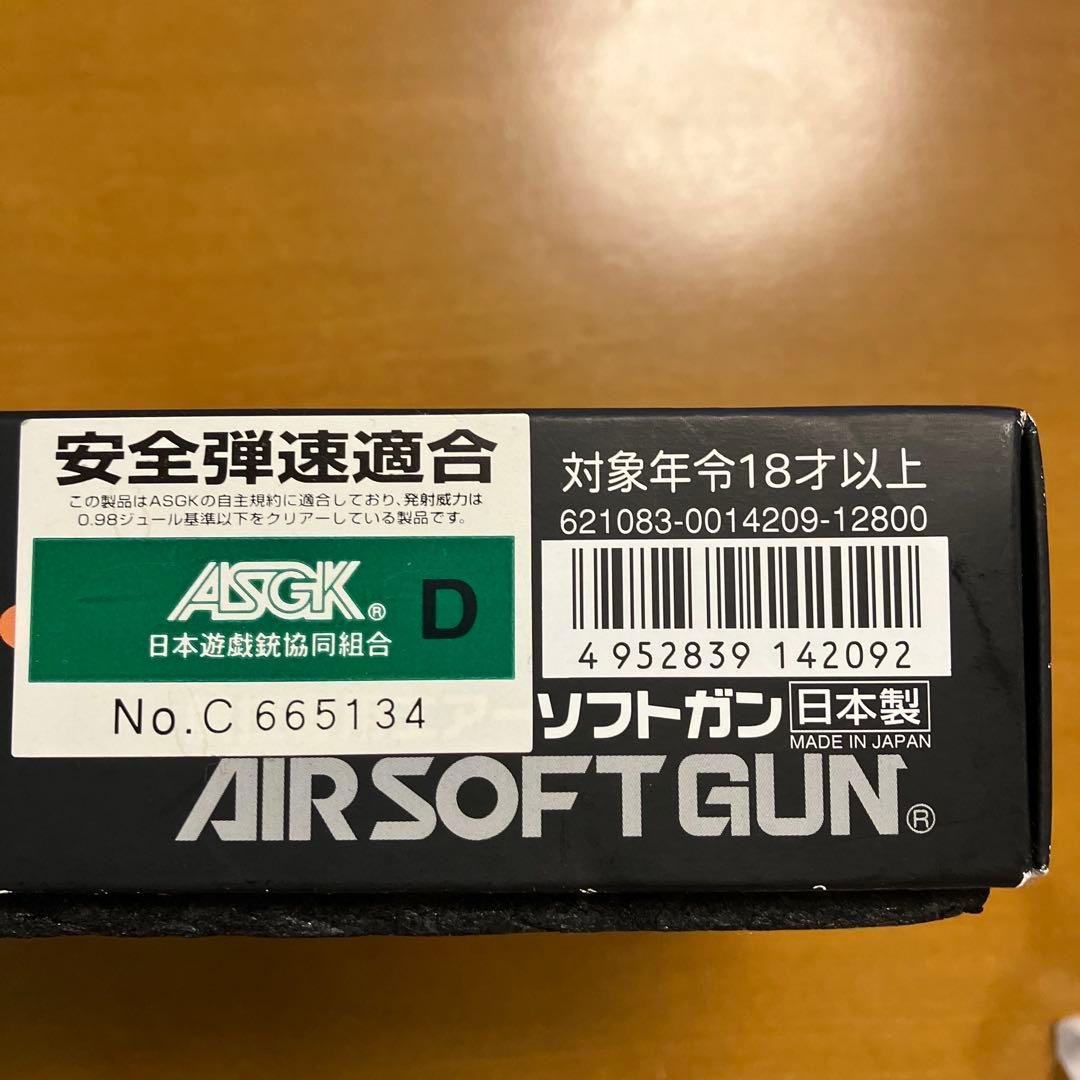 安全弾速適合
この製品はASGKの自主規約に適合しており、発射威力は
0.98ジュール基準以下をクリアーしている製品です。
ASGK®
日本遊戯銃協同組合
D
No.C 665134
対象年令18才以上
621083-0014209-12800
4 952839 142092
ソフトガン
日本製
MADE IN JAPAN
AIRSOFT GUN®